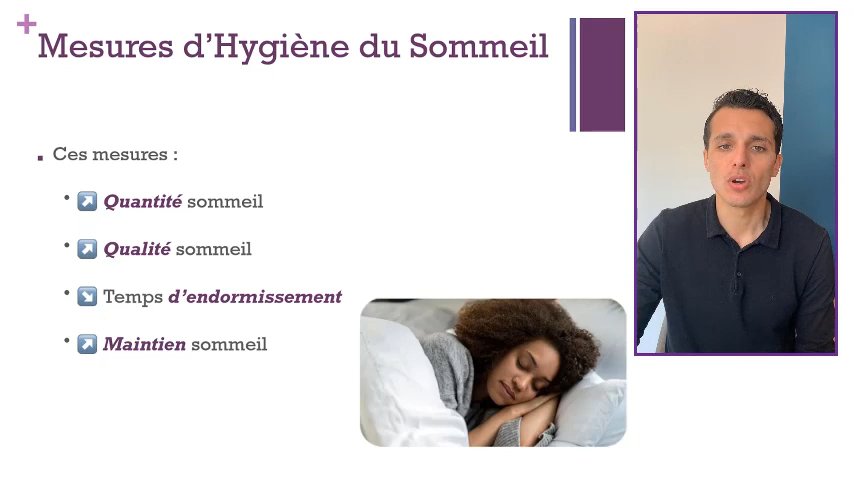 +
Mesures d’Hygiène du Sommeil
Ces mesures :
↗ Quantité sommeil
↗ Qualité sommeil
↘ Temps d’endormissement
↗ Maintien sommeil